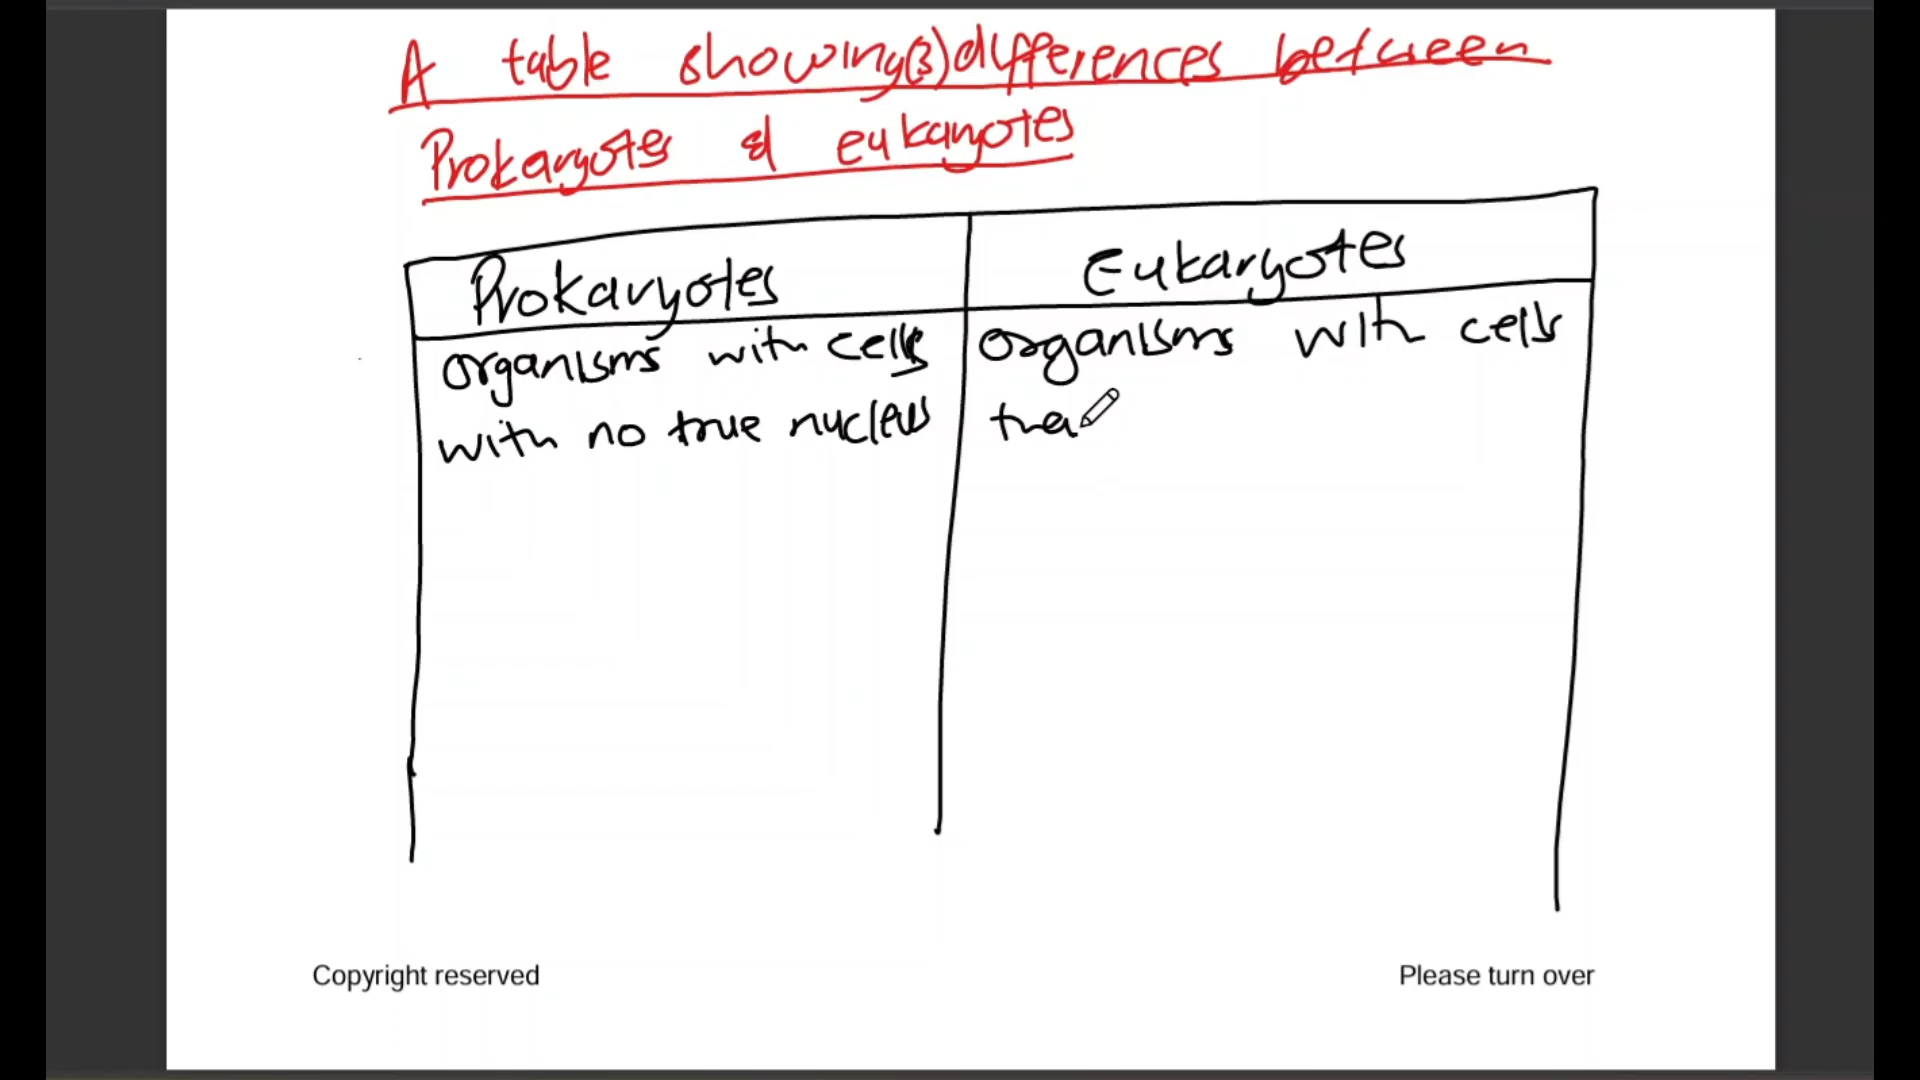 A table showing (3) differences between
Prokaryotes & eukaryotes
Prokaryotes
Eukaryotes
organisms with cells
with no true nucleus
organisms with cells
tha
Copyright reserved
Please turn over